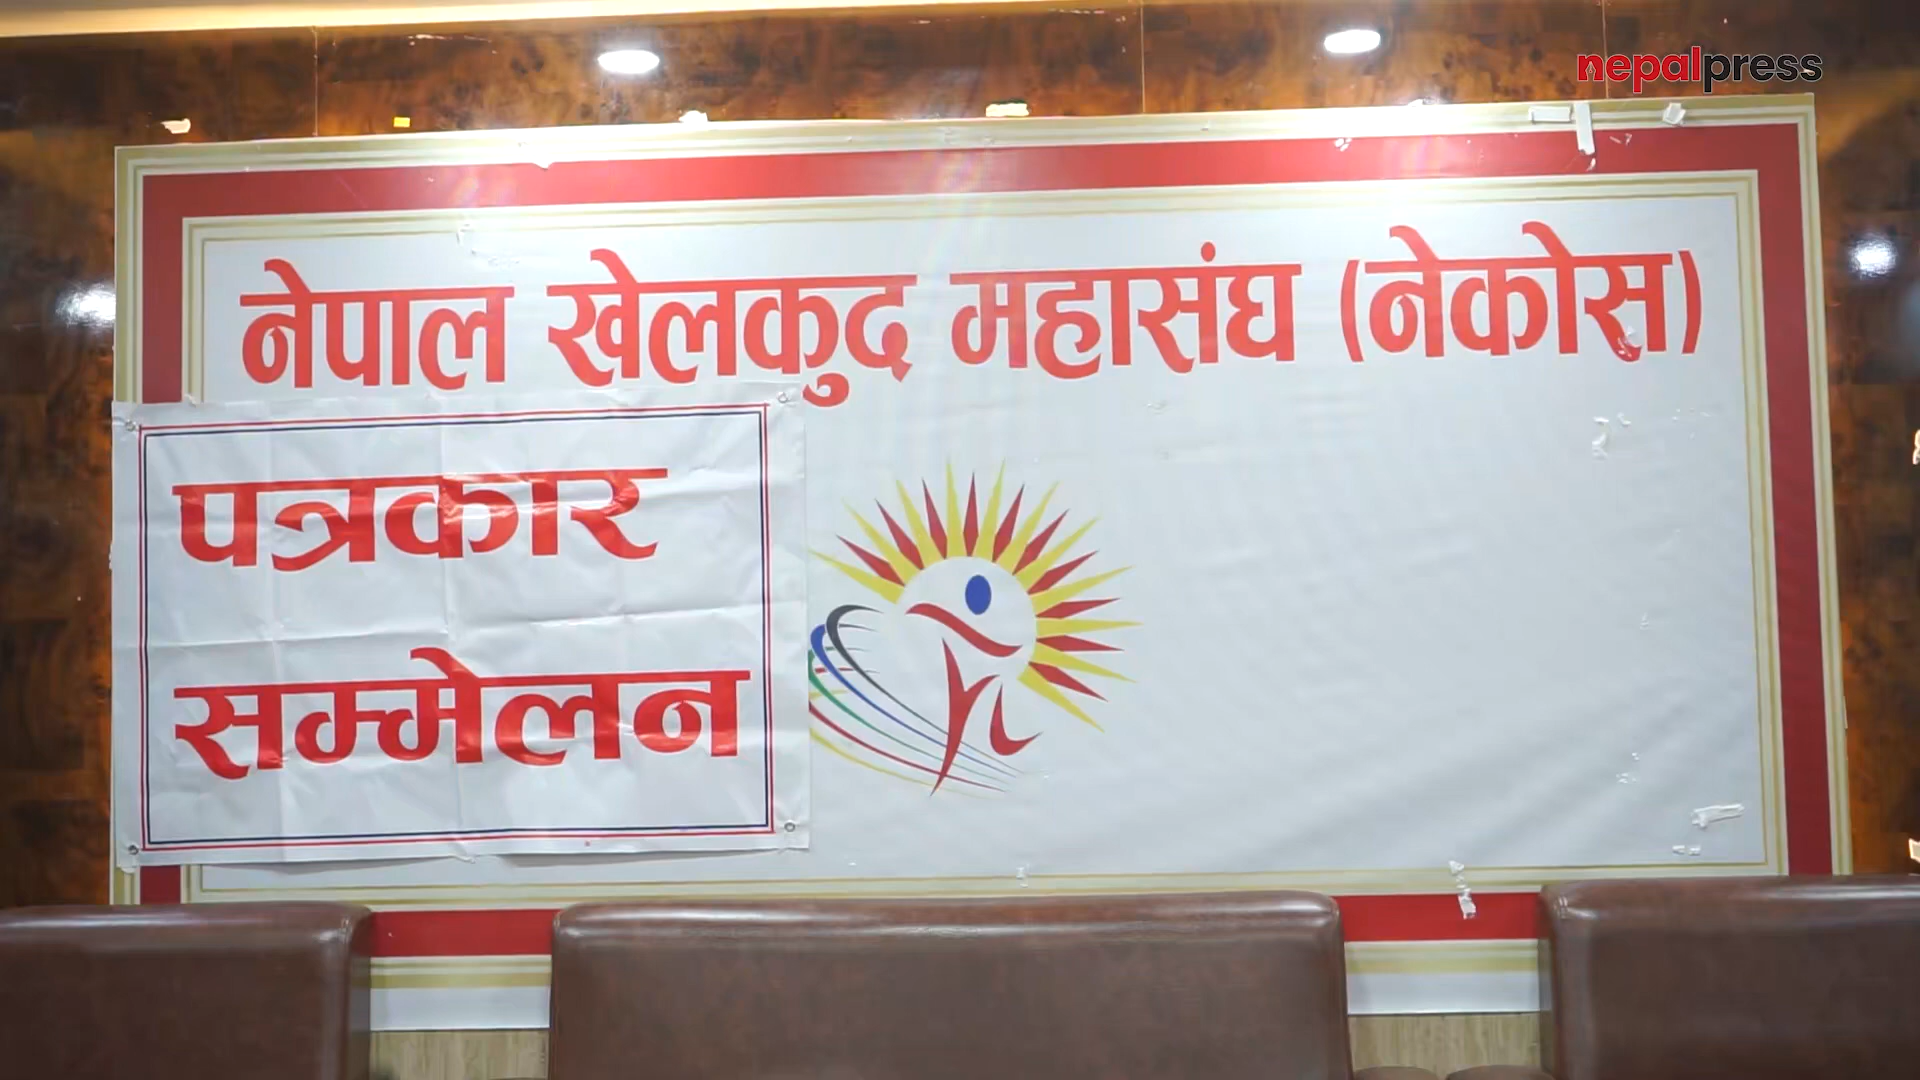 nepalpress
नेपाल खेलकुद महासंघ (नेकोस)
पत्रकार
सम्मेलन